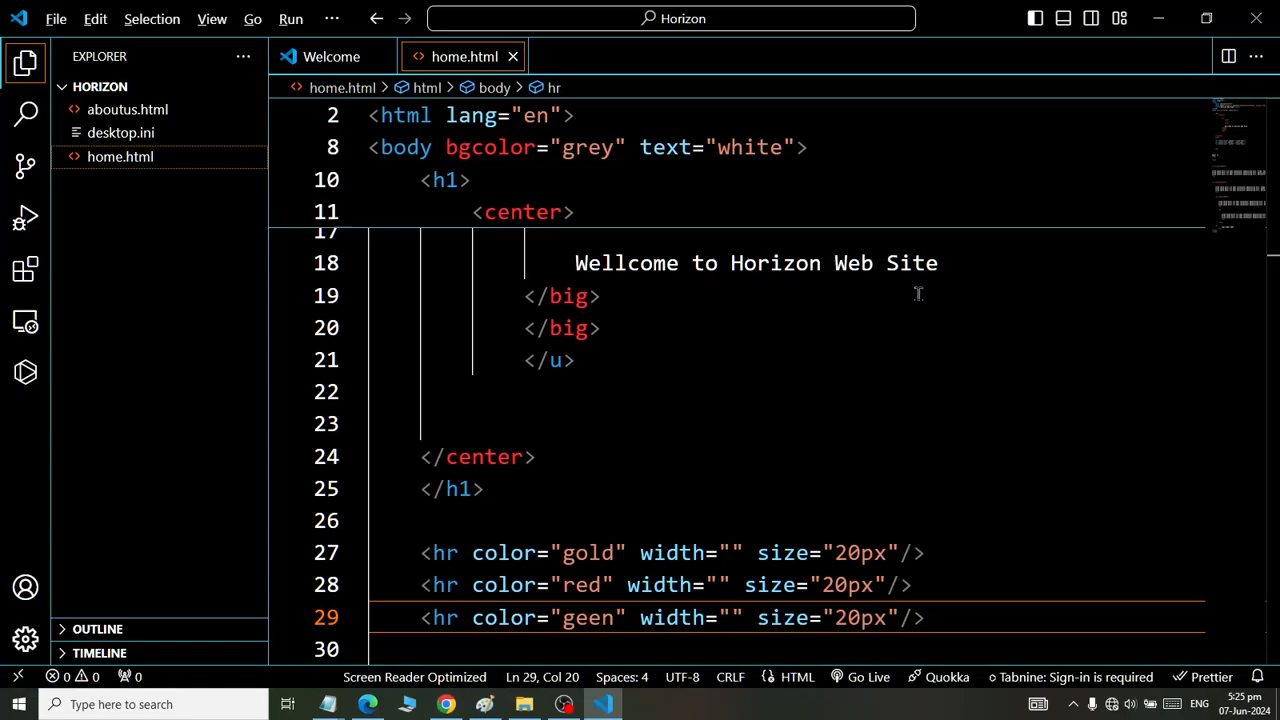 File Edit Selection View Go Run ··· Horizon
EXPLORER ···
Welcome home.html
HORIZON
aboutus.html
desktop.ini
home.html
home.html > html > body > hr
2 <html lang="en">
8 <body bgcolor="grey" text="white">
10 <h1>
11 <center>
17
18 Wellcome to Horizon Web Site
19 </big>
20 </big>
21 </u>
22
23
24 </center>
25 </h1>
26
27 <hr color="gold" width="" size="20px"/>
28 <hr color="red" width="" size="20px"/>
29 <hr color="geen" width="" size="20px"/>
30
OUTLINE
TIMELINE
0 0 0 Screen Reader Optimized Ln 29, Col 20 Spaces: 4 UTF-8 CRLF HTML Go Live Quokka Tabnine: Sign-in is required Prettier
Type here to search ENG 5:25 pm
07-Jun-2024